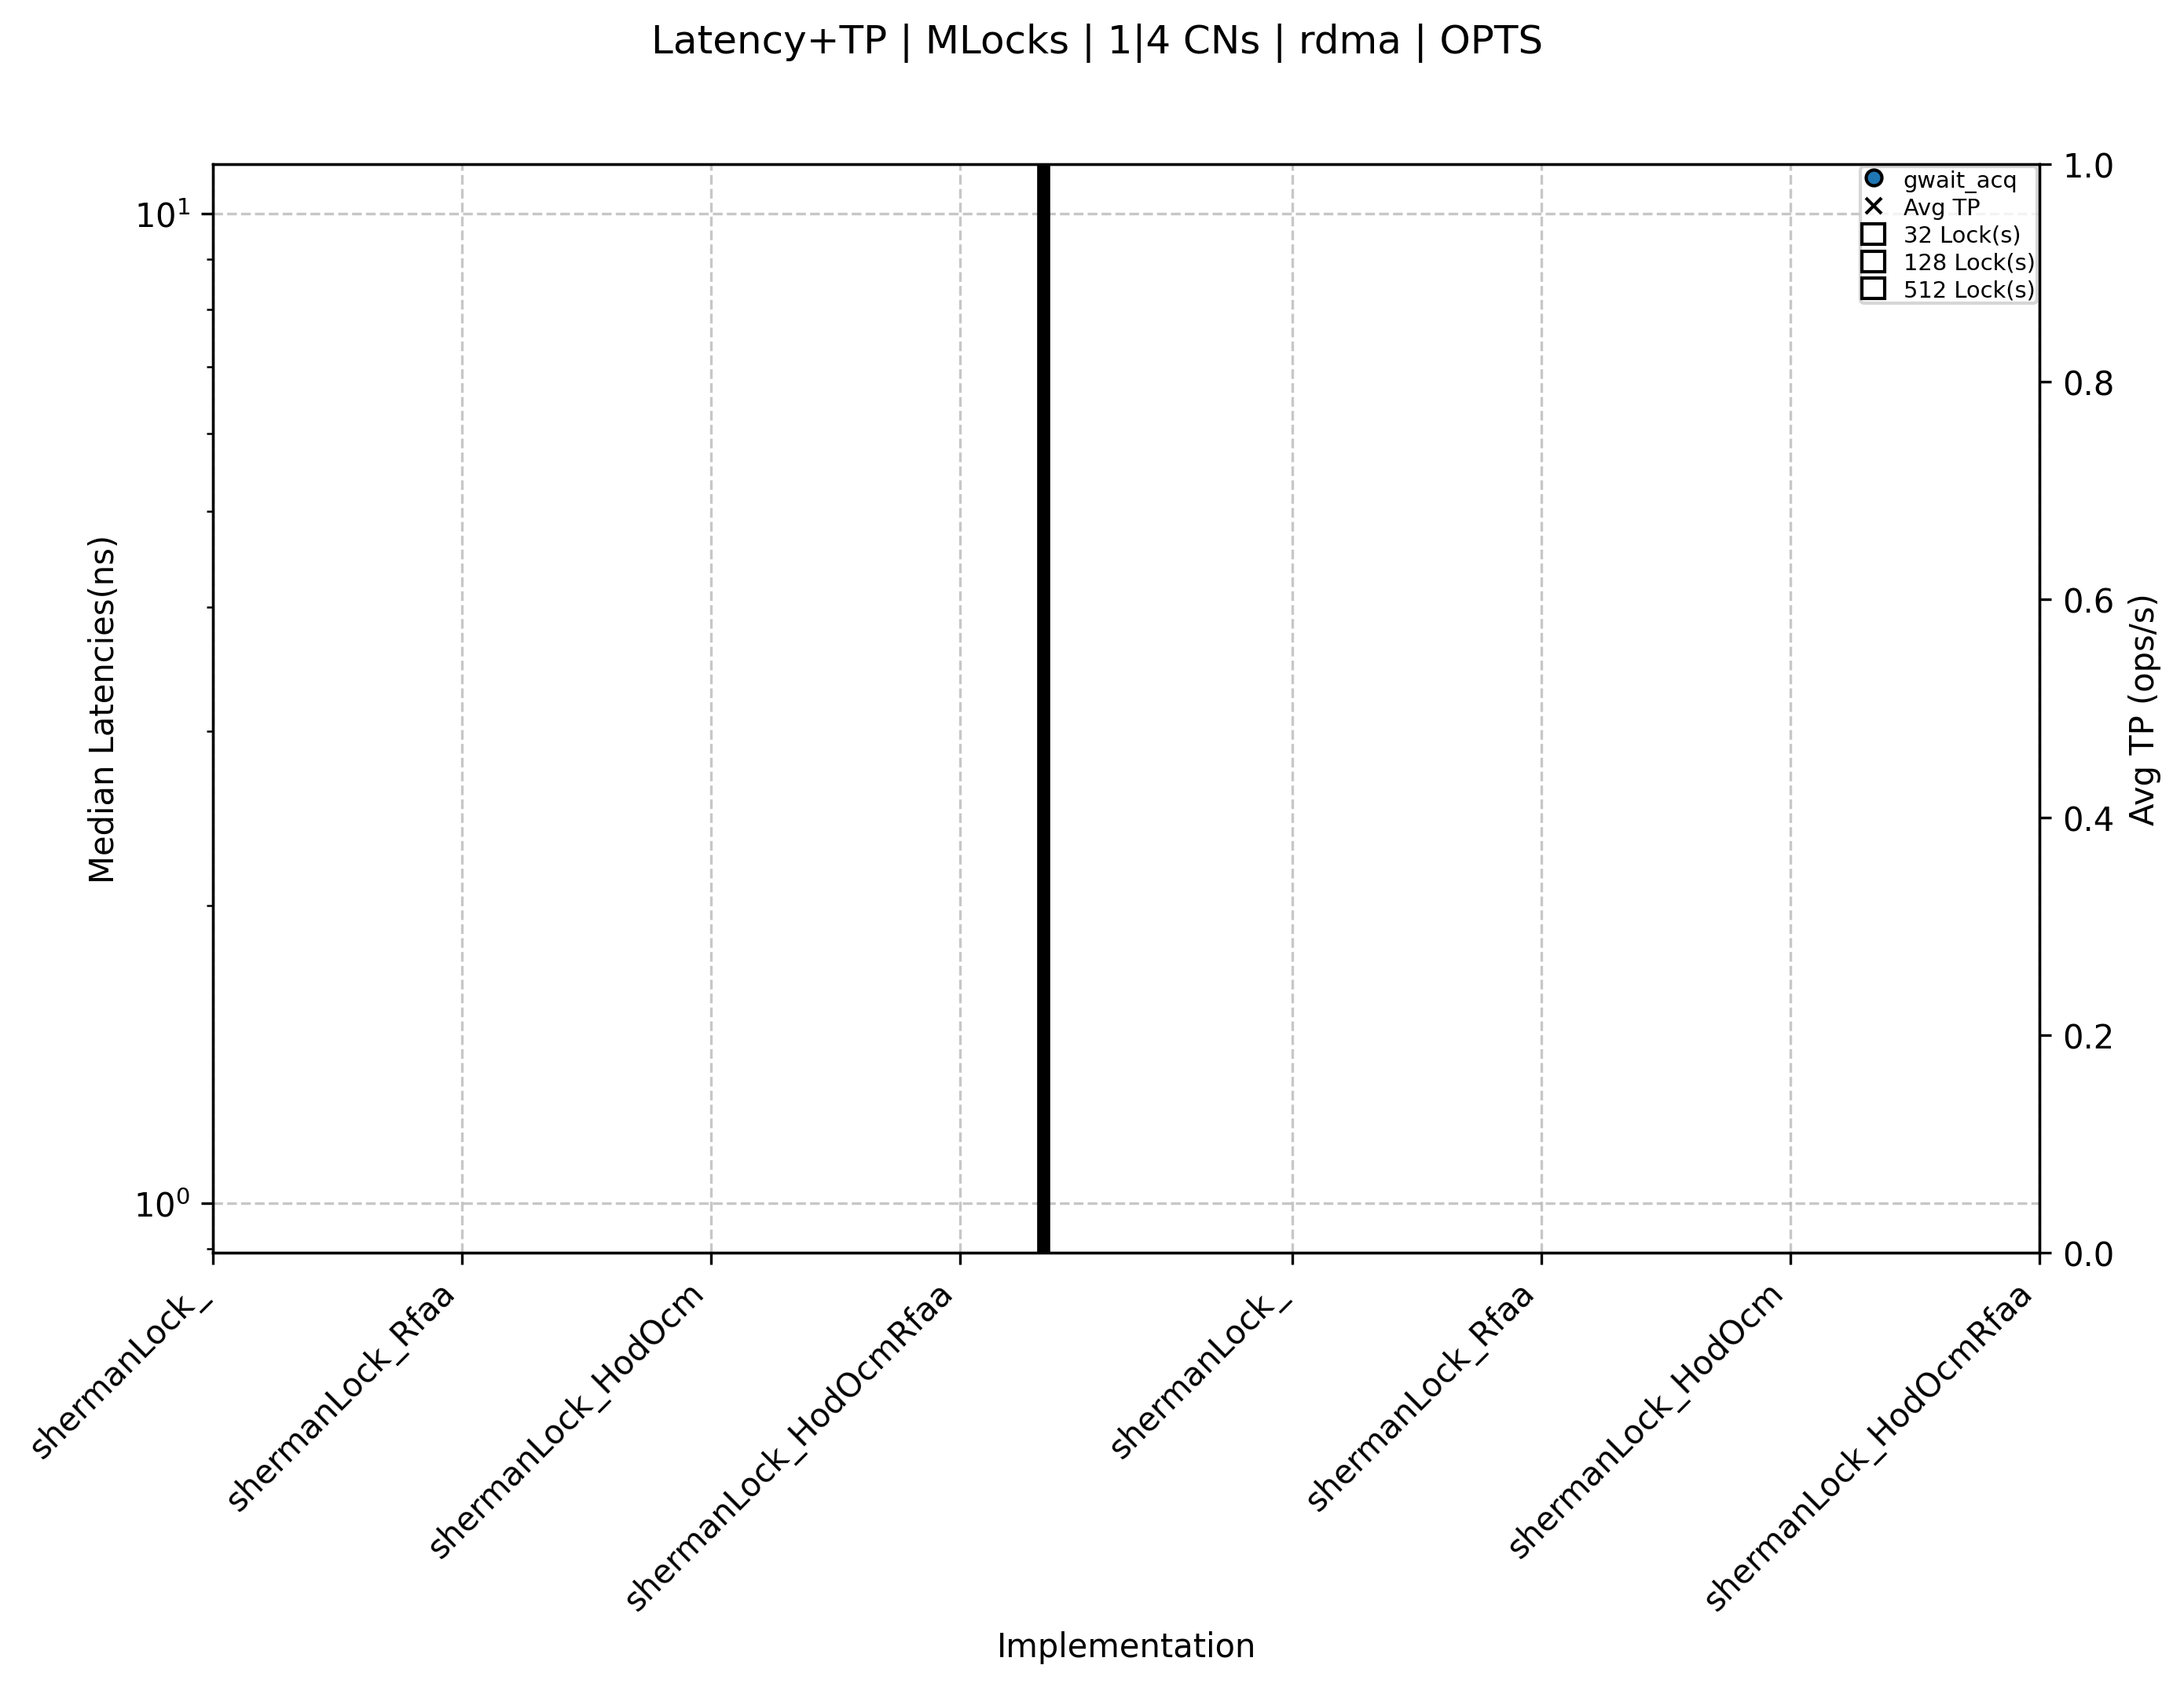 Latency+TP | MLocks | 1|4 CNs | rdma | OPTS
gwait_acq
Avg TP
32 Lock(s)
128 Lock(s)
512 Lock(s)
10¹
10⁰
Median Latencies(ns)
1.0
0.8
0.6
0.4
0.2
0.0
Avg TP (ops/s)
shermanLock_
shermanLock_Rfaa
shermanLock_HodOcm
shermanLock_HodOcmRfaa
shermanLock_
shermanLock_Rfaa
shermanLock_HodOcm
shermanLock_HodOcmRfaa
Implementation